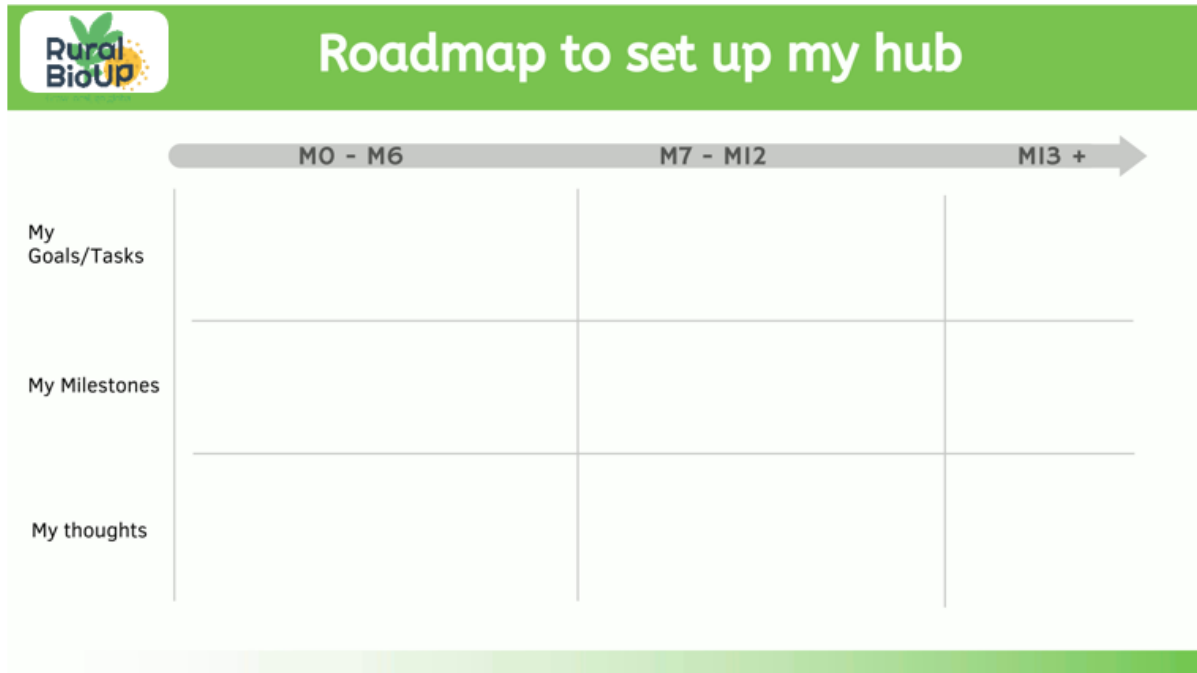 Rural
BioUP
Roadmap to set up my hub
M0 - M6
M7 - M12
M13 +
My
Goals/Tasks
My Milestones
My thoughts